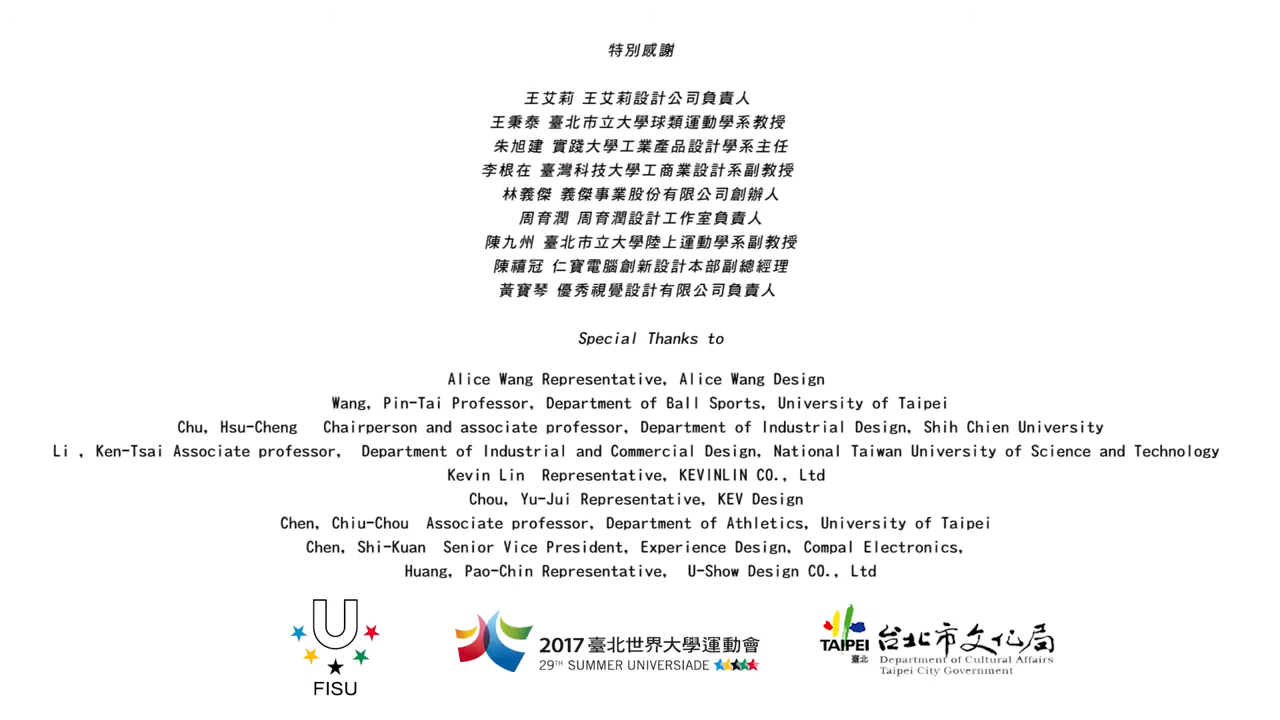 特別感謝
王艾莉 王艾莉設計公司負責人
王秉泰 臺北市立大學球類運動學系教授
朱旭建 實踐大學工業產品設計學系主任
李根在 臺灣科技大學工商業設計系副教授
林義傑 義傑事業股份有限公司創辦人
周育潤 周育潤設計工作室負責人
陳九州 臺北市立大學陸上運動學系副教授
陳禧冠 仁寶電腦創新設計本部副總經理
黃寶琴 優秀視覺設計有限公司負責人
Special Thanks to
Alice Wang Representative, Alice Wang Design
Wang, Pin-Tai Professor, Department of Ball Sports, University of Taipei
Chu, Hsu-Cheng Chairperson and associate professor, Department of Industrial Design, Shih Chien University
Li , Ken-Tsai Associate professor, Department of Industrial and Commercial Design, National Taiwan University of Science and Technology
Kevin Lin Representative, KEVINLIN CO., Ltd
Chou, Yu-Jui Representative, KEV Design
Chen, Chiu-Chou Associate professor, Department of Athletics, University of Taipei
Chen, Shi-Kuan Senior Vice President, Experience Design, Compal Electronics,
Huang, Pao-Chin Representative, U-Show Design CO., Ltd
U
FISU
2017臺北世界大學運動會
29TH SUMMER UNIVERSIADE
TAIPEI
臺北
台北市文化局
Department of Cultural Affairs
Taipei City Government